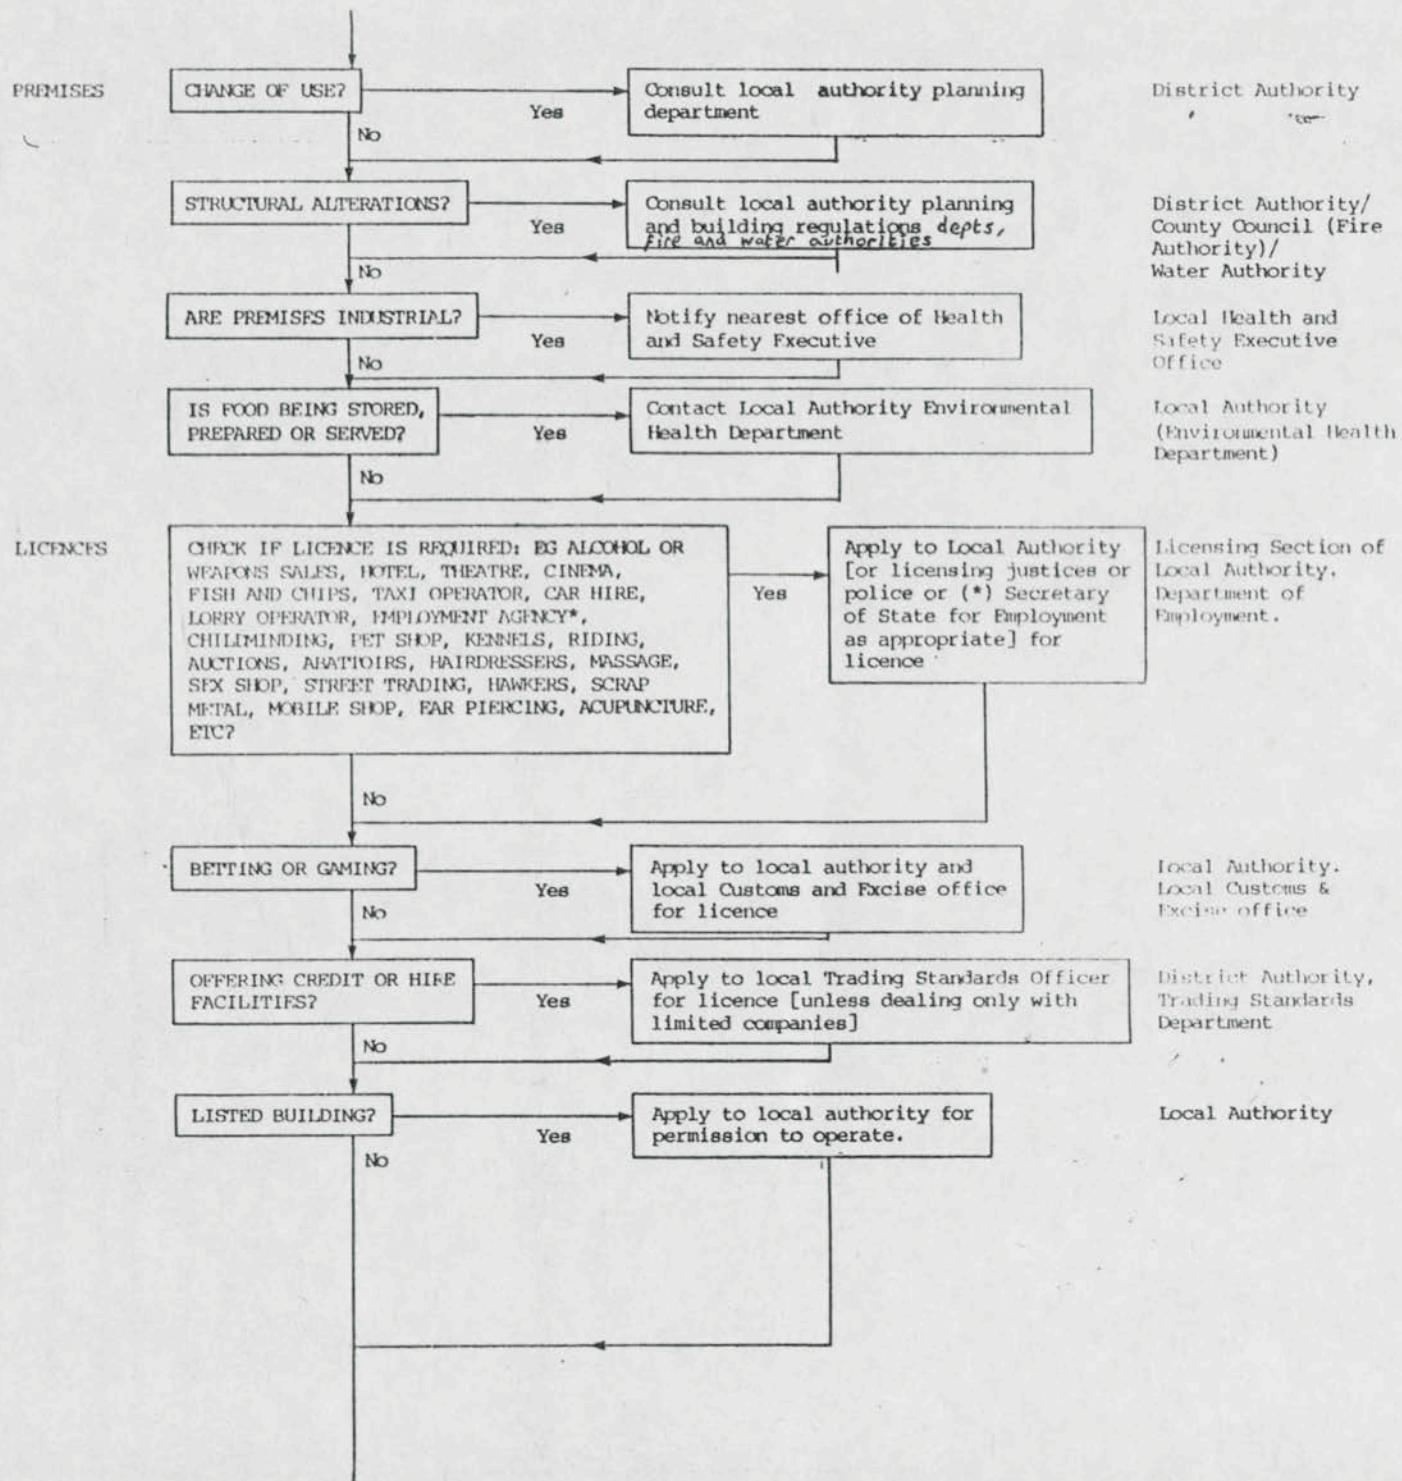 PREMISES
CHANGE OF USE?
Yes
Consult local authority planning
department
District Authority
No
STRUCTURAL ALTERATIONS?
Yes
Consult local authority planning
and building regulations depts,
fire and water authorities
District Authority/
County Council (Fire
Authority)/
Water Authority
No
ARE PREMISES INDUSTRIAL?
Yes
Notify nearest office of Health
and Safety Executive
Local Health and
Safety Executive
Office
No
IS FOOD BEING STORED,
PREPARED OR SERVED?
Yes
Contact Local Authority Environmental
Health Department
Local Authority
(Environmental Health
Department)
No
LICENCES
CHECK IF LICENCE IS REQUIRED: EG ALCOHOL OR
WEAPONS SALES, HOTEL, THEATRE, CINEMA,
FISH AND CHIPS, TAXI OPERATOR, CAR HIRE,
LORRY OPERATOR, EMPLOYMENT AGENCY*,
CHILDMINDING, PET SHOP, KENNELS, RIDING,
AUCTIONS, ABATTOIRS, HAIRDRESSERS, MASSAGE,
SEX SHOP, STREET TRADING, HAWKERS, SCRAP
METAL, MOBILE SHOP, EAR PIERCING, ACUPUNCTURE,
ETC?
Yes
Apply to Local Authority
[or licensing justices or
police or (*) Secretary
of State for Employment
as appropriate] for
licence
Licensing Section of
Local Authority.
Department of
Employment.
No
BETTING OR GAMING?
Yes
Apply to local authority and
local Customs and Excise office
for licence
Local Authority.
Local Customs &
Excise office
No
OFFERING CREDIT OR HIRE
FACILITIES?
Yes
Apply to local Trading Standards Officer
for licence [unless dealing only with
limited companies]
District Authority,
Trading Standards
Department
No
LISTED BUILDING?
Yes
Apply to local authority for
permission to operate.
Local Authority
No